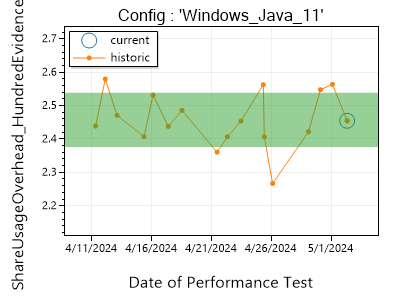 Config : 'Windows_Java_11'
current
historic
ShareUsageOverhead_HundredEvidence
2.7
2.6
2.5
2.4
2.3
2.2
4/11/2024 4/16/2024 4/21/2024 4/26/2024 5/1/2024
Date of Performance Test